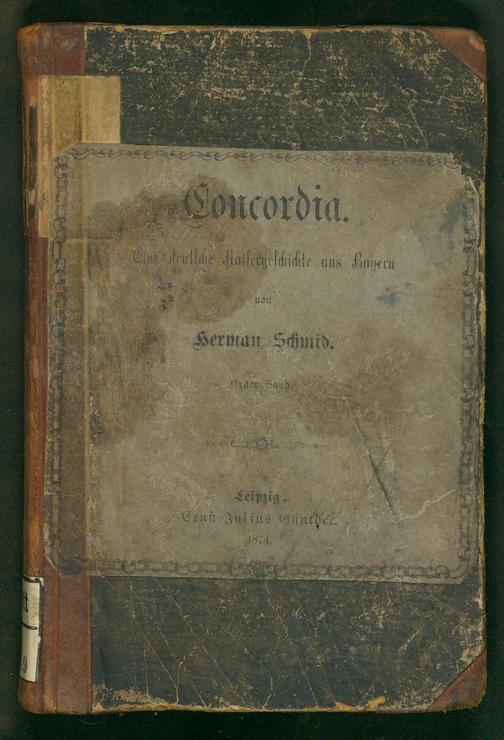 Concordia.
Eine deutsche Kaisergeschichte aus Bayern
von
Herman Schmid.
Erster Band
Leipzig.
Ernst Julius Günther.
1874.